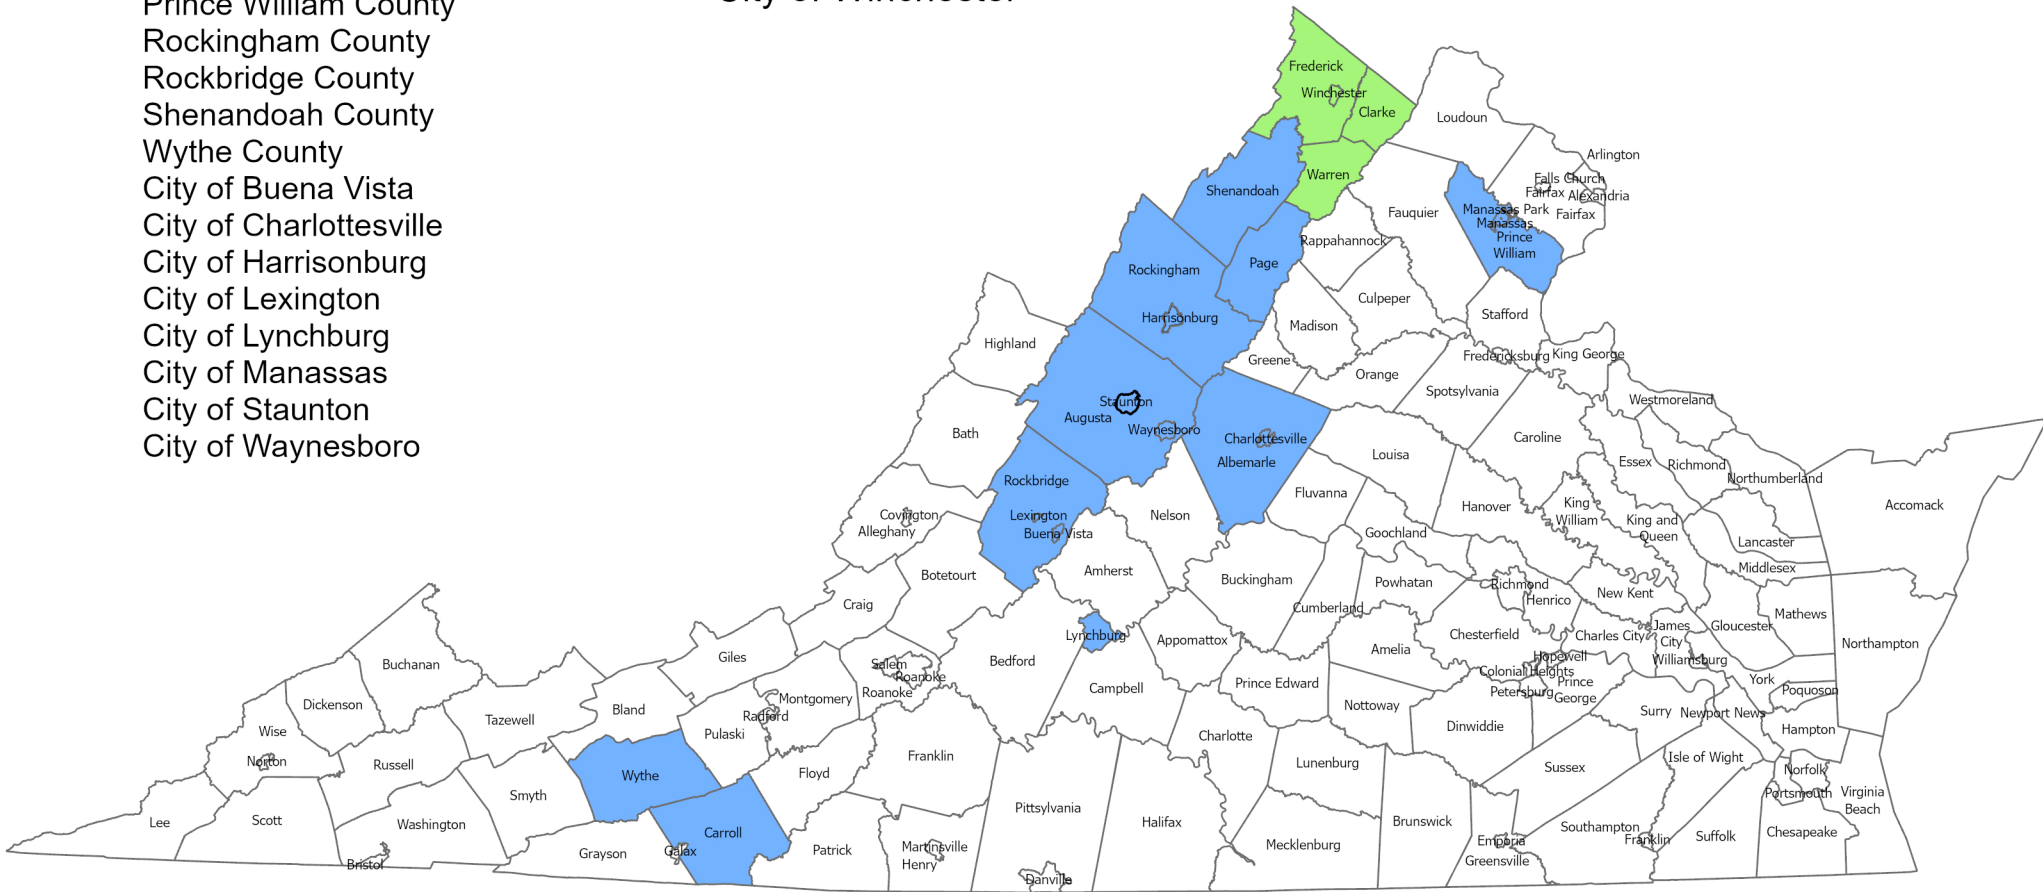 Prince William County
City of Winchester
Rockingham County
Rockbridge County
Shenandoah County
Wythe County
City of Buena Vista
City of Charlottesville
City of Harrisonburg
City of Lexington
City of Lynchburg
City of Manassas
City of Staunton
City of Waynesboro
Frederick
Winchester
Clarke
Loudoun
Arlington
Warren
Shenandoah
Falls Church
Fairfax
Alexandria
Manassas Park
Fairfax
Manassas
Prince
William
Fauquier
Rappahannock
Page
Rockingham
Culpeper
Stafford
Harrisonburg
Madison
Highland
Greene
Fredericksburg
King George
Orange
Spotsylvania
Westmoreland
Staunton
Augusta
Waynesboro
Charlottesville
Albemarle
Bath
Caroline
Louisa
Essex
Richmond
Northumberland
Rockbridge
Fluvanna
Hanover
King
William
Accomack
Lexington
Buena Vista
Nelson
Covington
Alleghany
Goochland
King and
Queen
Lancaster
Middlesex
Botetourt
Amherst
Buckingham
Powhatan
Richmond
Henrico
New Kent
Craig
Cumberland
Mathews
Gloucester
Lynchburg
Appomattox
Chesterfield
Charles City
James
City
Williamsburg
Northampton
Amelia
Hopewell
Colonial Heights
Petersburg
Prince
George
Buchanan
Giles
Salem
Roanoke
Roanoke
Bedford
Campbell
Prince Edward
York
Poquoson
Dickenson
Tazewell
Bland
Montgomery
Radford
Pulaski
Nottoway
Dinwiddie
Surry
Newport News
Hampton
Wise
Norton
Russell
Wythe
Floyd
Franklin
Charlotte
Lunenburg
Sussex
Isle of Wight
Norfolk
Portsmouth
Virginia
Beach
Smyth
Pittsylvania
Halifax
Lee
Scott
Washington
Carroll
Brunswick
Southampton
Franklin
Suffolk
Chesapeake
Bristol
Grayson
Galax
Patrick
Martinsville
Henry
Danville
Mecklenburg
Emporia
Greensville